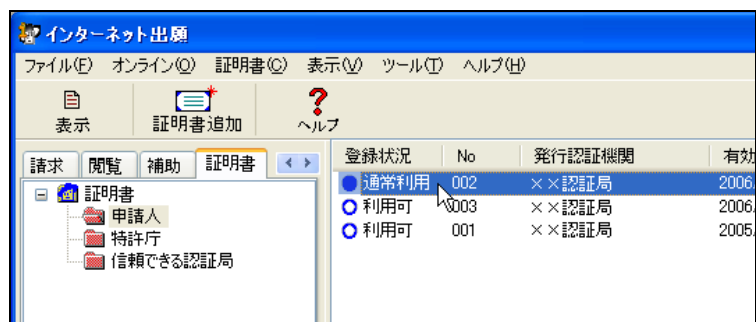 インターネット出願
ファイル(F) オンライン(O) 証明書(C) 表示(V) ツール(T) ヘルプ(H)
表示 証明書追加 ヘルプ
請求 閲覧 補助 証明書
証明書
申請人
特許庁
信頼できる認証局
登録状況 No 発行認証機関 有効
通常利用 002 ××認証局 2006.
利用可 003 ××認証局 2006.
利用可 001 ××認証局 2005.